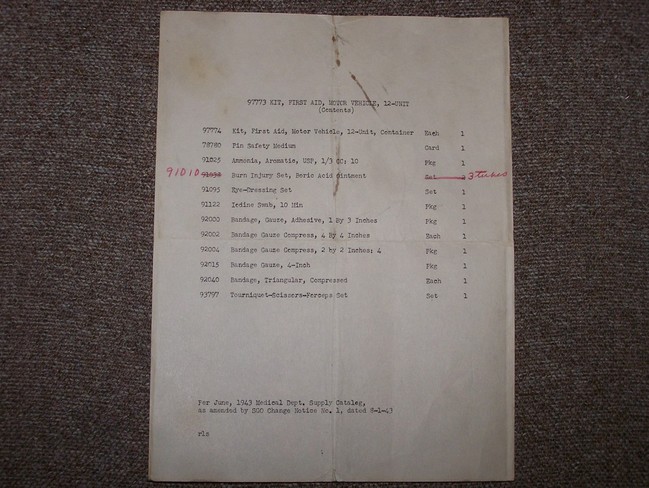 97773 KIT, FIRST AID, MOTOR VEHICLE, 12-UNIT
(Contents)
97774 Kit, First Aid, Motor Vehicle, 12-Unit, Container Each 1
78780 Pin Safety Medium Card 1
91025 Ammonia, Aromatic, USP, 1/3 CC: 10 Pkg 1
91010 91038 Burn Injury Set, Boric Acid Ointment Set 3 tubes
91095 Eye-Dressing Set Set 1
91122 Iodine Swab, 10 Min Pkg 1
92000 Bandage, Gauze, Adhesive, 1 By 3 Inches Pkg 1
92002 Bandage Gauze Compress, 4 By 4 Inches Each 1
92004 Bandage Gauze Compress, 2 by 2 Inches: 4 Pkg 1
92015 Bandage Gauze, 4-Inch Pkg 1
92040 Bandage, Triangular, Compressed Each 1
93797 Tourniquet-Scissors-Forceps Set Set 1
Per June, 1943 Medical Dept. Supply Catalog,
as amended by SGO Change Notice No. 1, dated 8-1-43
rls